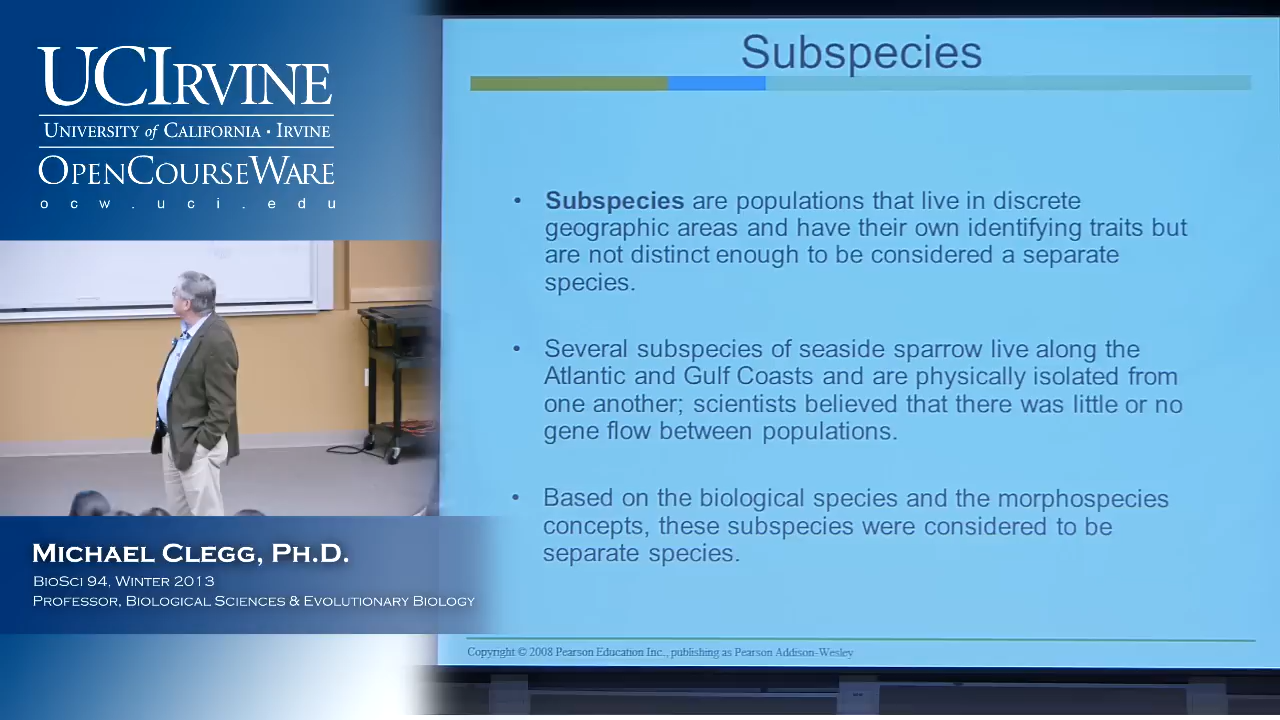 UCIRVINE
UNIVERSITY of CALIFORNIA · IRVINE
OPENCOURSEWARE
ocw.uci.edu
MICHAEL CLEGG, PH.D.
BIOSCI 94, WINTER 2013
PROFESSOR, BIOLOGICAL SCIENCES & EVOLUTIONARY BIOLOGY
Subspecies
• Subspecies are populations that live in discrete
geographic areas and have their own identifying traits but
are not distinct enough to be considered a separate
species.
• Several subspecies of seaside sparrow live along the
Atlantic and Gulf Coasts and are physically isolated from
one another; scientists believed that there was little or no
gene flow between populations.
• Based on the biological species and the morphospecies
concepts, these subspecies were considered to be
separate species.
Copyright © 2008 Pearson Education Inc., publishing as Pearson Addison-Wesley